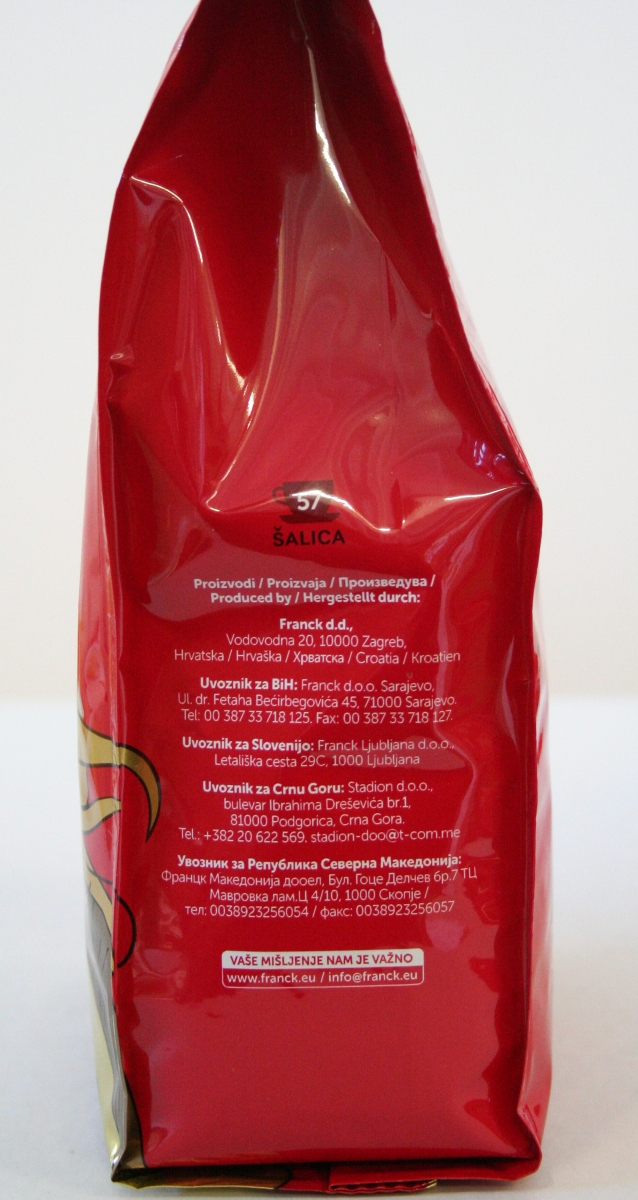 57
ŠALICA
Proizvodi / Proizvaja / Произведува /
Produced by / Hergestellt durch:
Franck d.d.,
Vodovodna 20, 10000 Zagreb,
Hrvatska / Hrvaška / Хрватска / Croatia / Kroatien
Uvoznik za BiH: Franck d.o.o. Sarajevo,
Ul. dr. Fetaha Bećirbegovića 45, 71000 Sarajevo.
Tel: 00 387 33 718 125, Fax: 00 387 33 718 127.
Uvoznik za Slovenijo: Franck Ljubljana d.o.o.,
Letališka cesta 29C, 1000 Ljubljana
Uvoznik za Crnu Goru: Stadion d.o.o.,
bulevar Ibrahima Dreševića br.1,
81000 Podgorica, Crna Gora.
Tel.: +382 20 622 569, stadion-doo@t-com.me
Увозник за Република Северна Македонија:
Францк Македонија дооел, Бул. Гоце Делчев бр.7 ТЦ
Мавровка лам.Ц 4/10, 1000 Скопје /
тел: 0038923256054 / факс: 0038923256057
VAŠE MIŠLJENJE NAM JE VAŽNO
www.franck.eu / info@franck.eu